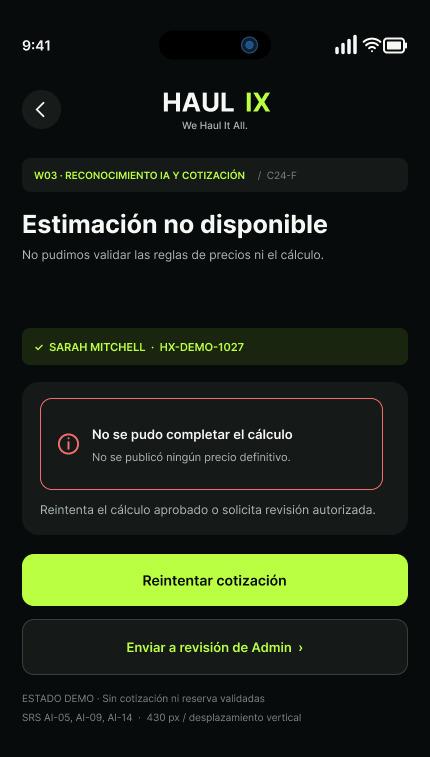 9:41
HAUL IX
We Haul It All.
W03 · RECONOCIMIENTO IA Y COTIZACIÓN / C24-F
Estimación no disponible
No pudimos validar las reglas de precios ni el cálculo.
✓ SARAH MITCHELL · HX-DEMO-1027
No se pudo completar el cálculo
No se publicó ningún precio definitivo.
Reintenta el cálculo aprobado o solicita revisión autorizada.
Reintentar cotización
Enviar a revisión de Admin ›
ESTADO DEMO · Sin cotización ni reserva validadas
SRS AI-05, AI-09, AI-14 · 430 px / desplazamiento vertical